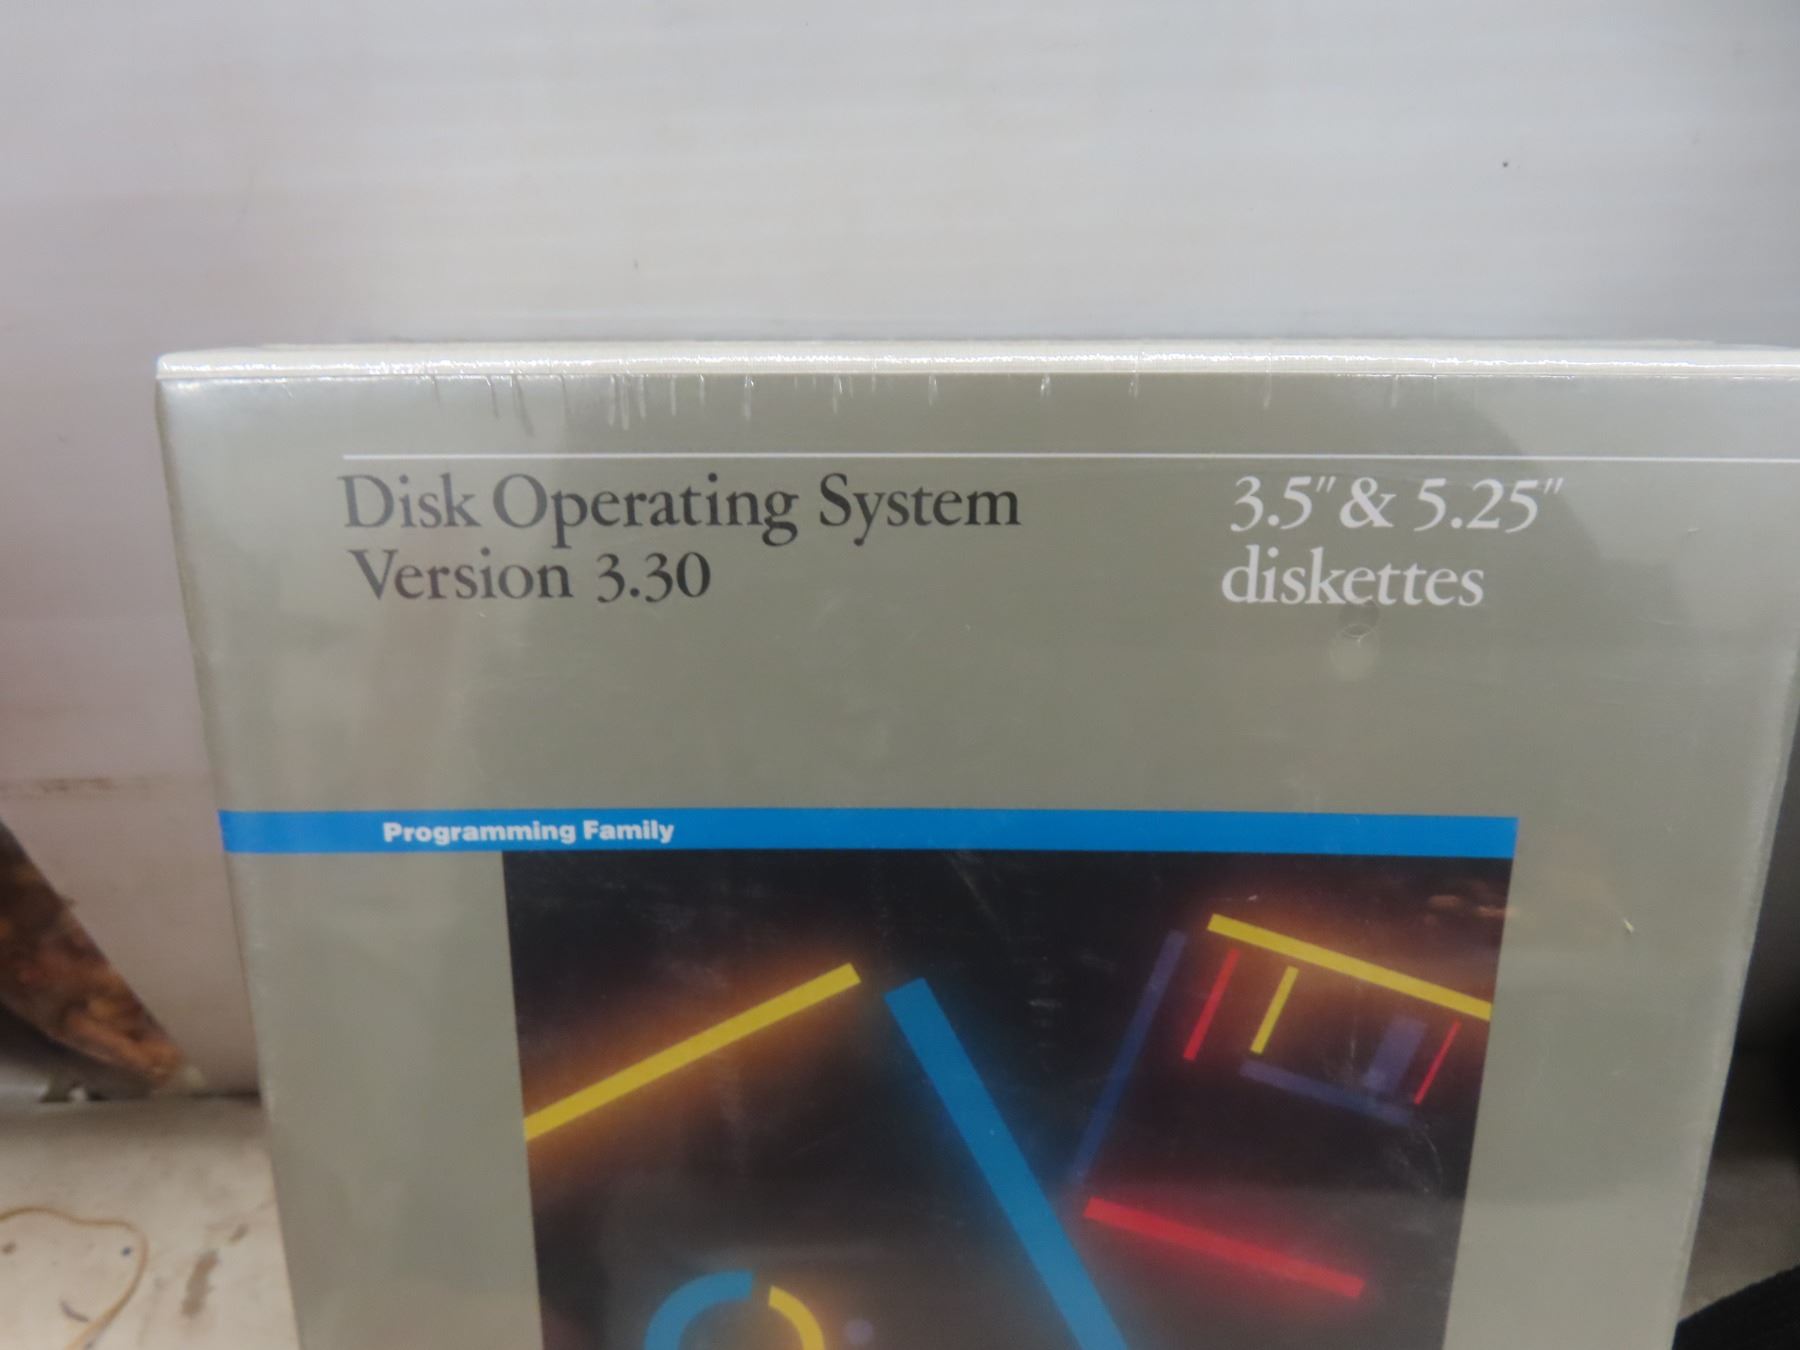 Disk Operating System
Version 3.30
3.5" & 5.25"
diskettes
Programming Family